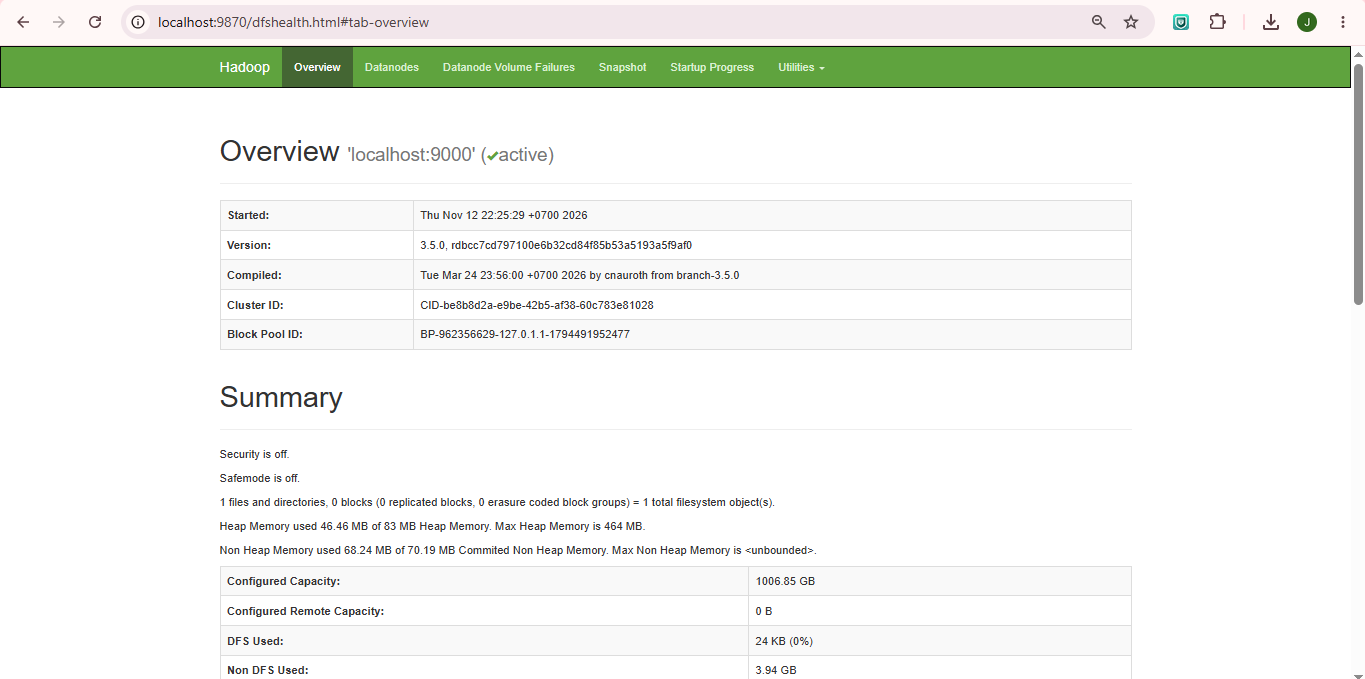 localhost:9870/dfshealth.html#tab-overview
J
Hadoop Overview Datanodes Datanode Volume Failures Snapshot Startup Progress Utilities
Overview 'localhost:9000' (✔active)
Started: Thu Nov 12 22:25:29 +0700 2026
Version: 3.5.0, rdbcc7cd797100e6b32cd84f85b53a5193a5f9af0
Compiled: Tue Mar 24 23:56:00 +0700 2026 by cnauroth from branch-3.5.0
Cluster ID: CID-be8b8d2a-e9be-42b5-af38-60c783e81028
Block Pool ID: BP-962356629-127.0.1.1-1794491952477
Summary
Security is off.
Safemode is off.
1 files and directories, 0 blocks (0 replicated blocks, 0 erasure coded block groups) = 1 total filesystem object(s).
Heap Memory used 46.46 MB of 83 MB Heap Memory. Max Heap Memory is 464 MB.
Non Heap Memory used 68.24 MB of 70.19 MB Commited Non Heap Memory. Max Non Heap Memory is <unbounded>.
Configured Capacity: 1006.85 GB
Configured Remote Capacity: 0 B
DFS Used: 24 KB (0%)
Non DFS Used: 3.94 GB